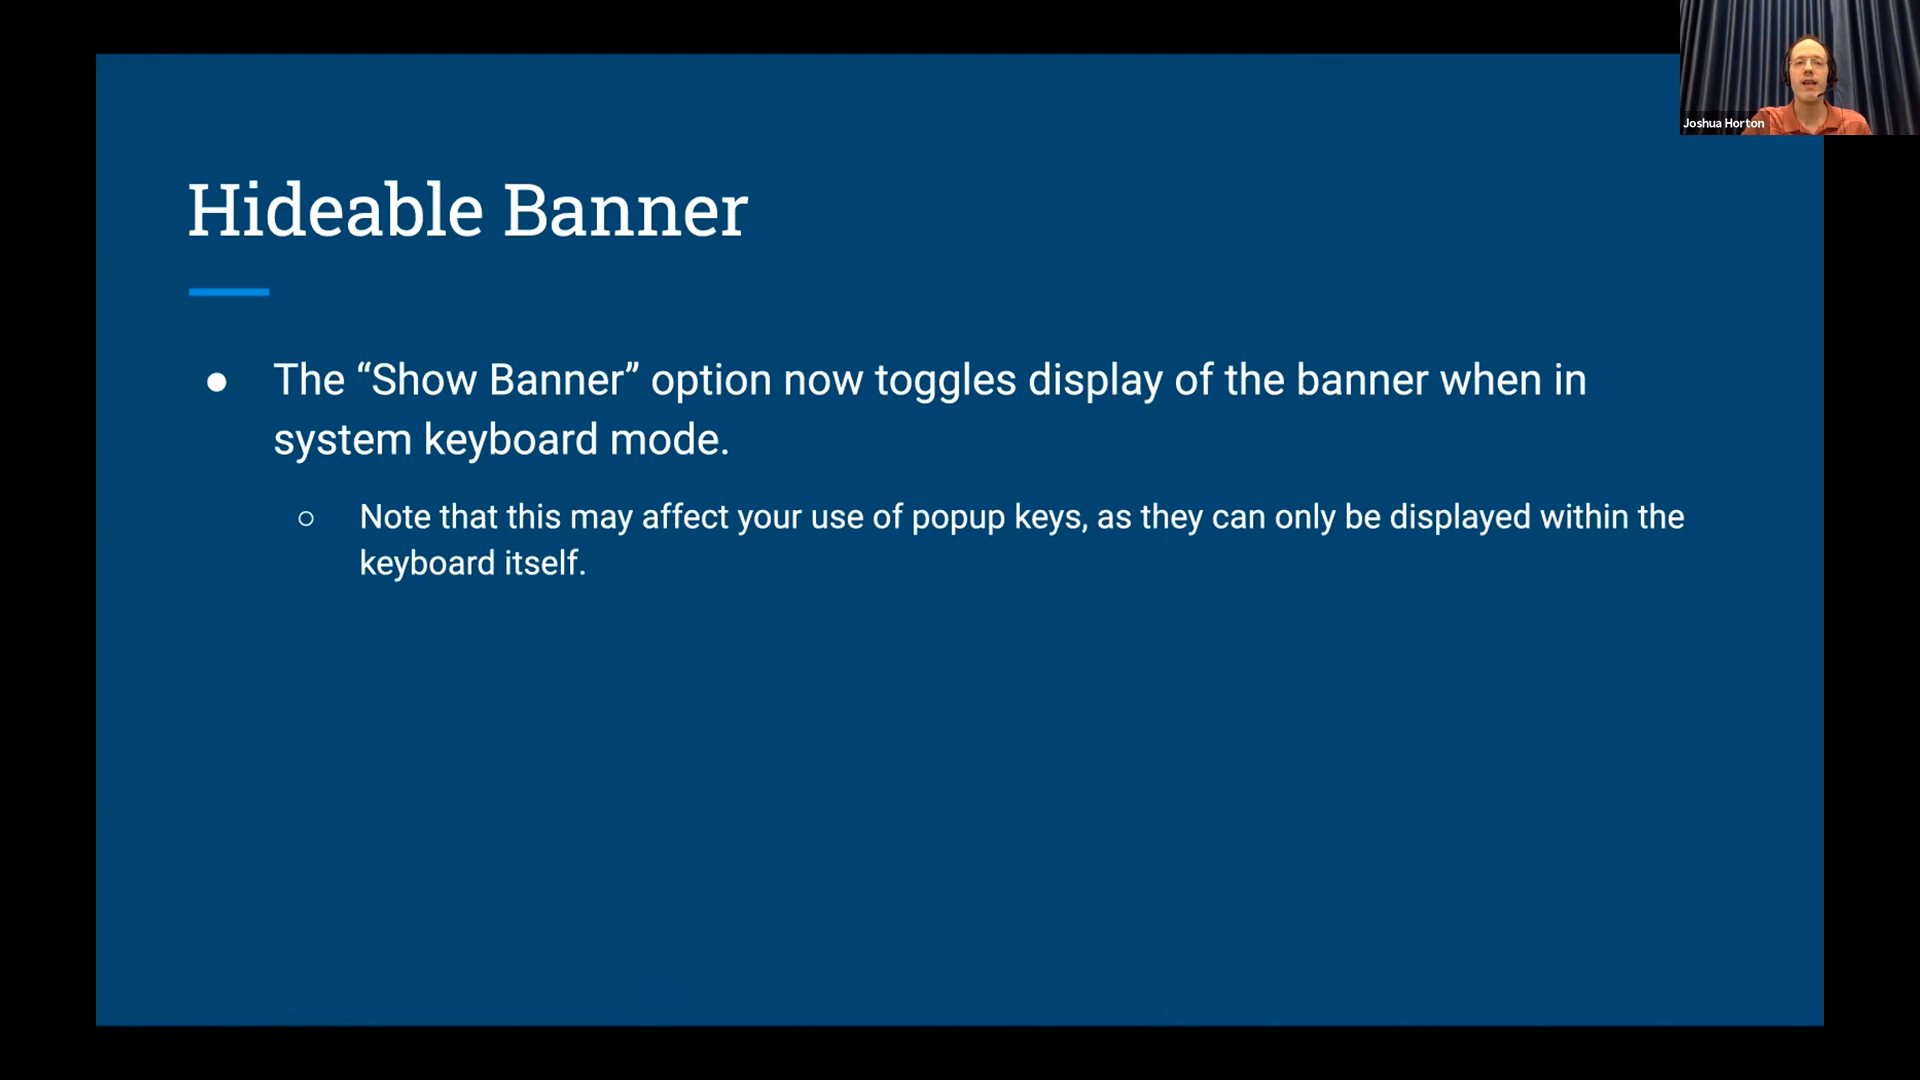 Hideable Banner
● The “Show Banner” option now toggles display of the banner when in
system keyboard mode.
○ Note that this may affect your use of popup keys, as they can only be displayed within the
keyboard itself.
Joshua Horton